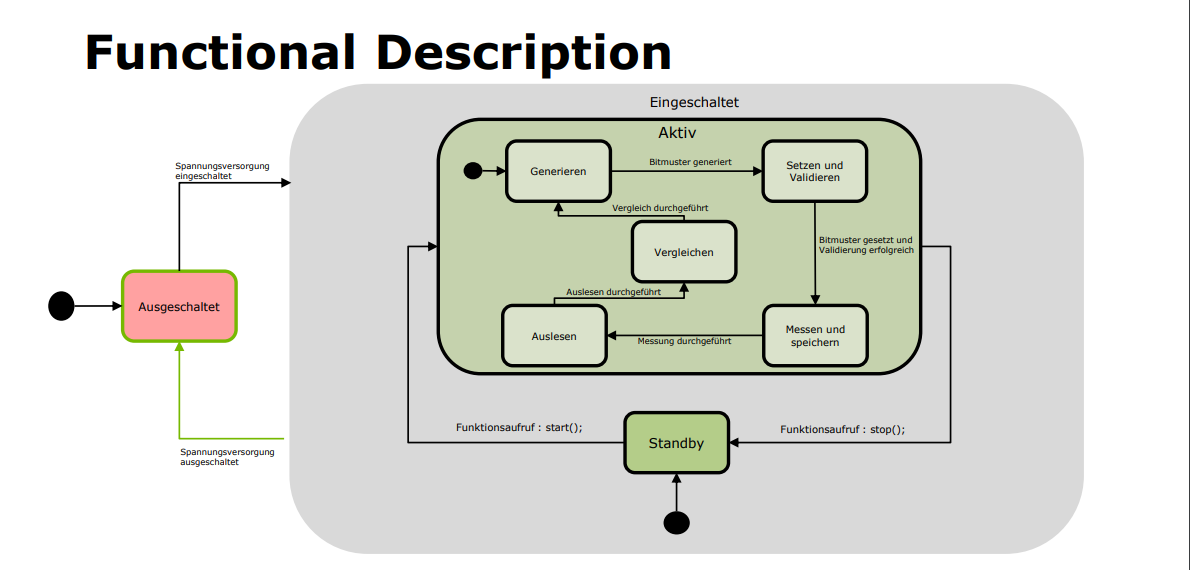 Functional Description
Eingeschaltet
Aktiv
Spannungsversorgung
eingeschaltet
Generieren
Bitmuster generiert
Setzen und
Validieren
Vergleich durchgeführt
Vergleichen
Bitmuster gesetzt und
Validierung erfolgreich
Auslesen durchgeführt
Ausgeschaltet
Auslesen
Messung durchgeführt
Messen und
speichern
Funktionsaufruf : start();
Standby
Funktionsaufruf : stop();
Spannungsversorgung
ausgeschaltet